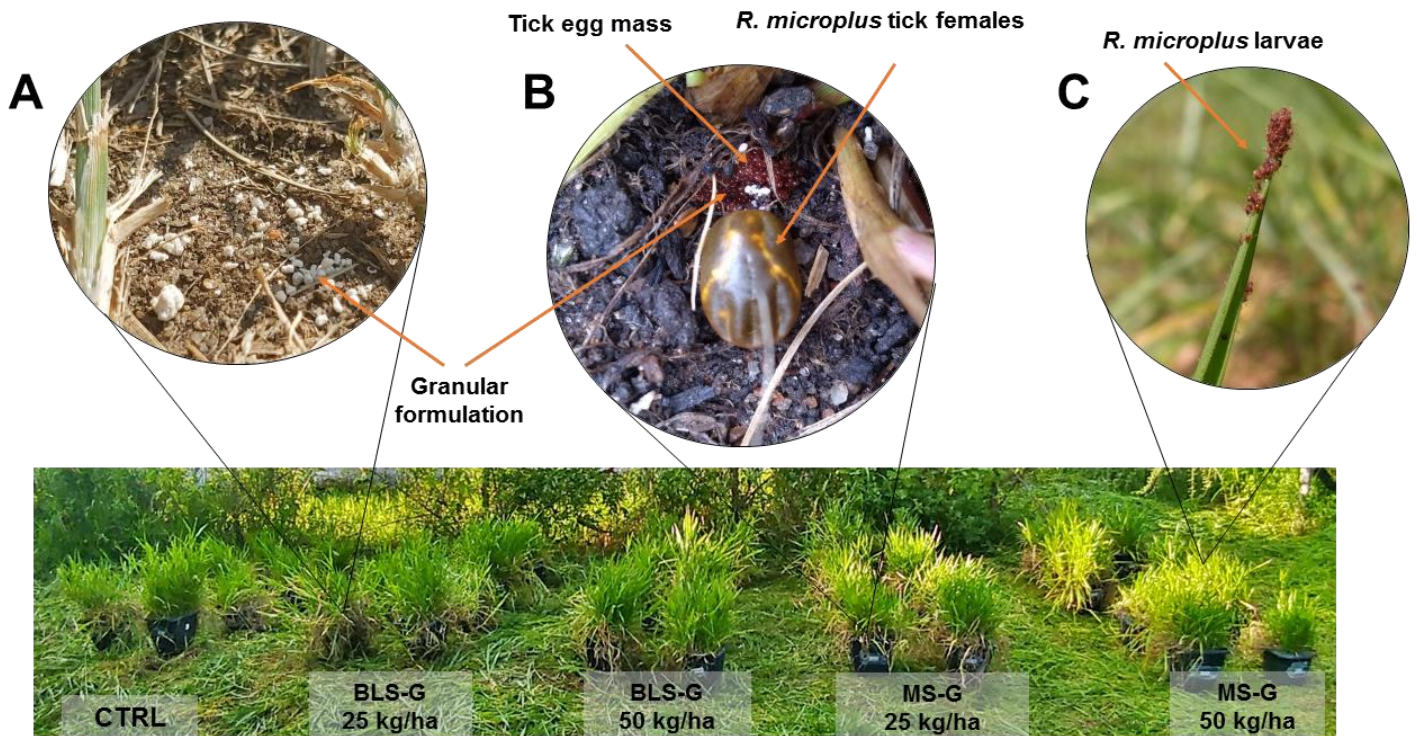 A
Tick egg mass
R. microplus tick females
B
R. microplus larvae
C
Granular
formulation
CTRL
BLS-G
25 kg/ha
BLS-G
50 kg/ha
MS-G
25 kg/ha
MS-G
50 kg/ha